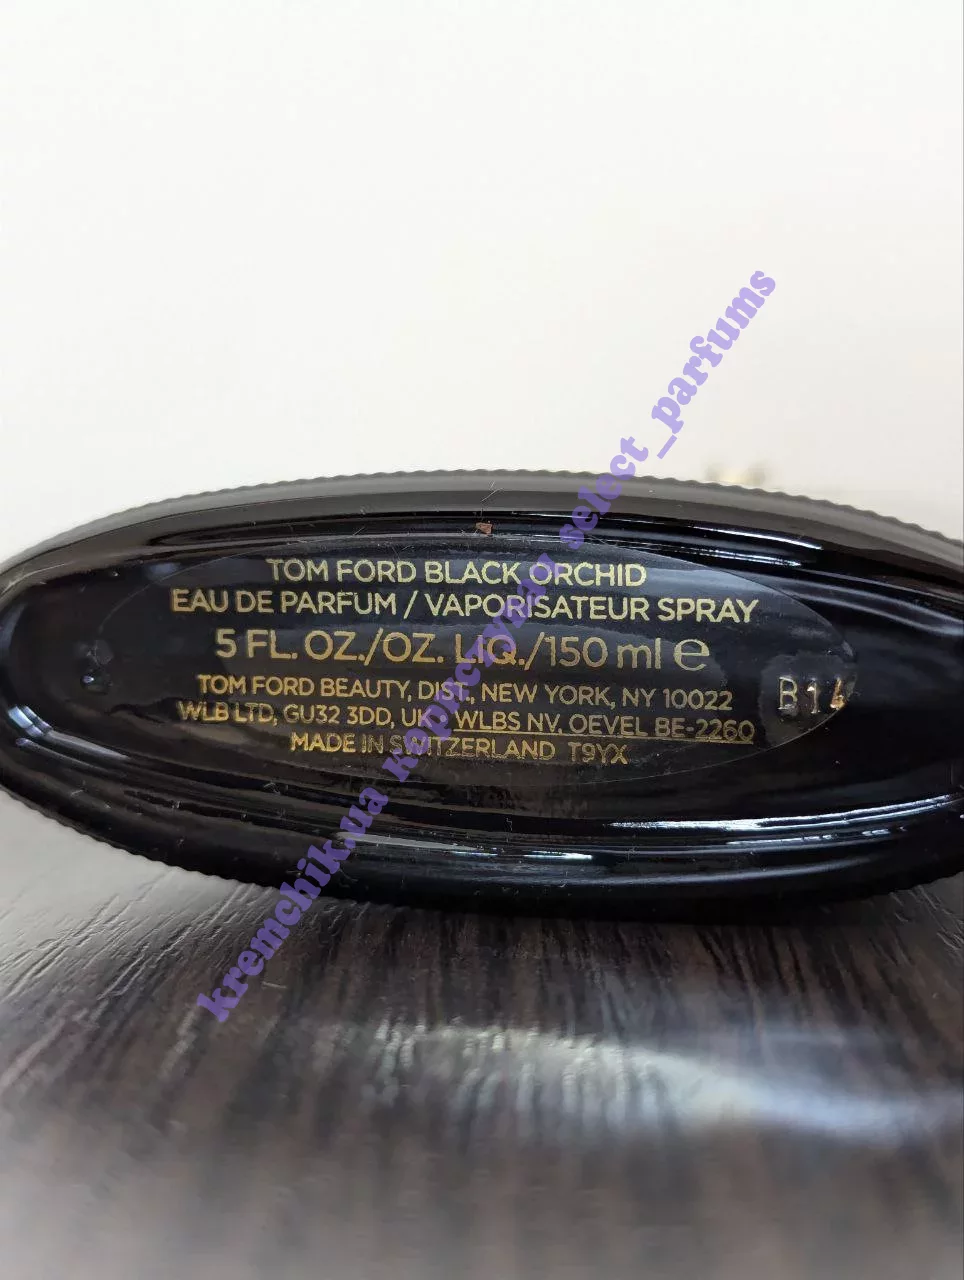 TOM FORD BLACK ORCHID
EAU DE PARFUM / VAPORISATEUR SPRAY
5 FL. OZ./OZ. LIQ./150 ml ℮
TOM FORD BEAUTY, DIST., NEW YORK, NY 10022
WLB LTD, GU32 3DD, UK, WLBS NV, OEVEL BE-2260
MADE IN SWITZERLAND T9YX
B14
kremchik.ua select_parfums